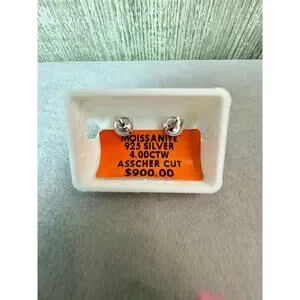 MOISSANITE
925 SILVER
4.00CTW
ASSCHER CUT
$900.00